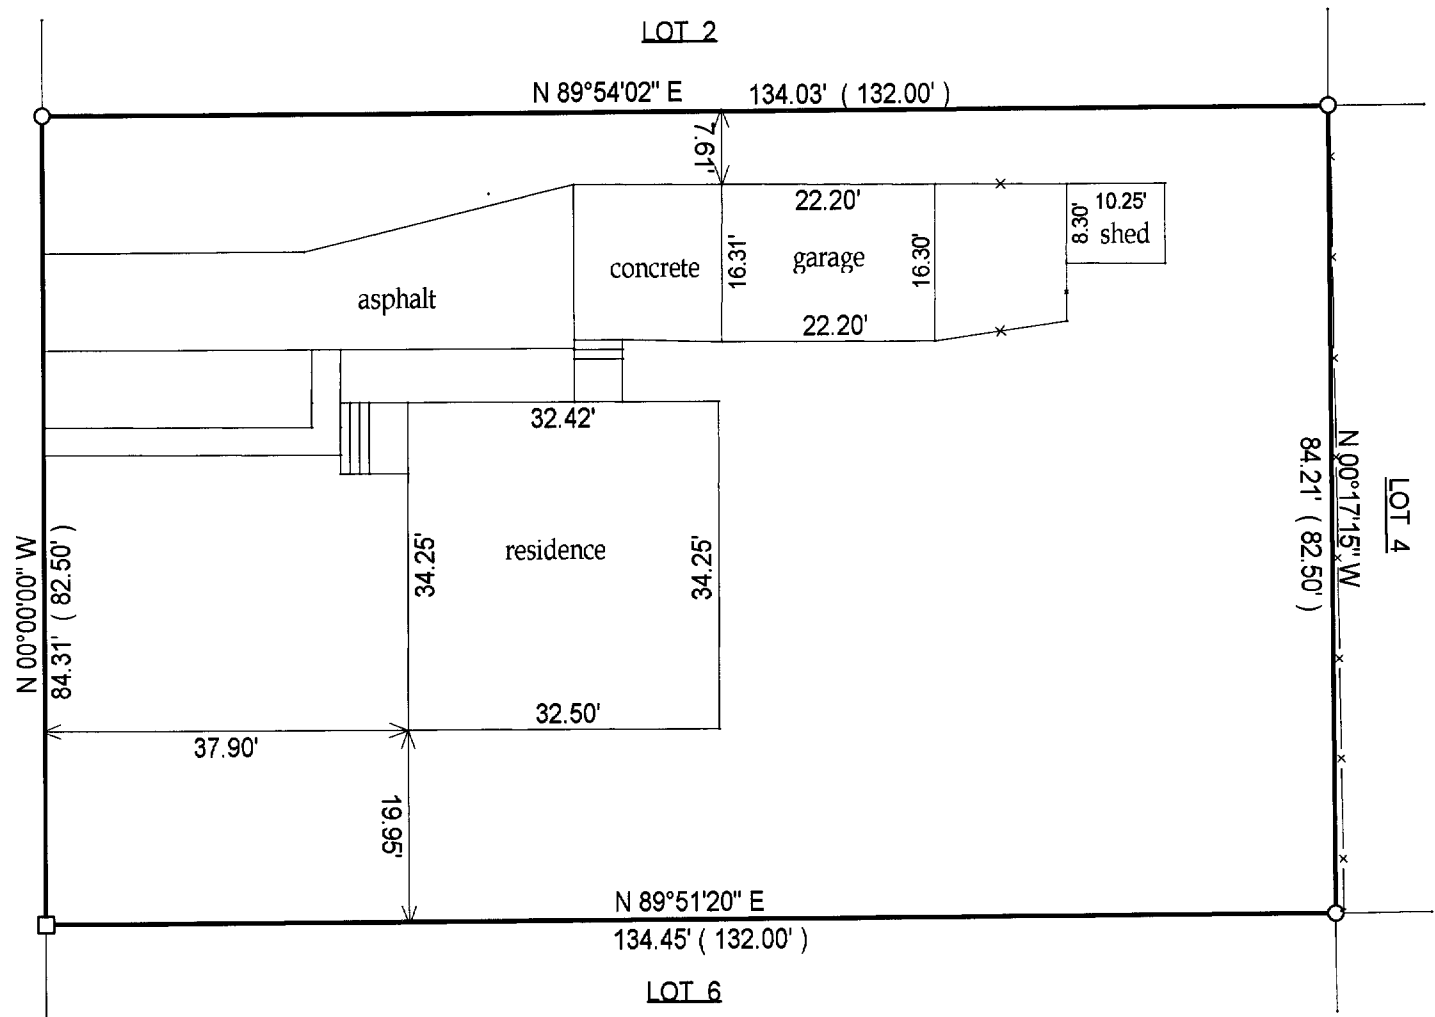 LOT 2
N 89°54'02" E 134.03' ( 132.00' )
7.61'
22.20'
10.25'
8.30'
shed
16.31'
garage
16.30'
concrete
asphalt
22.20'
32.42'
N 00°17'15" W
84.21' ( 82.50' )
LOT 4
N 00°00'00" W
84.31' ( 82.50' )
34.25'
residence
34.25'
32.50'
37.90'
19.95'
N 89°51'20" E
134.45' ( 132.00' )
LOT 6